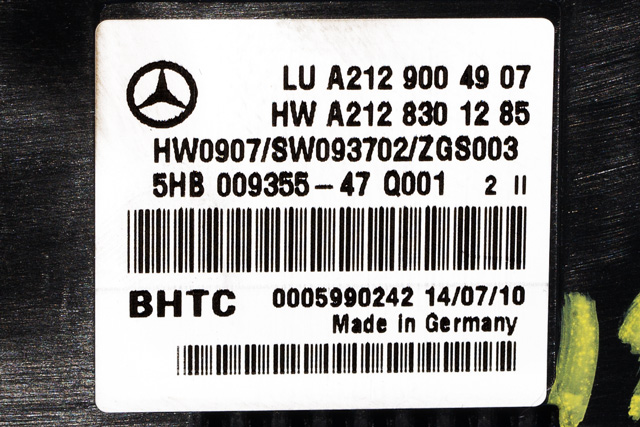 LU A212 900 49 07
HW A212 830 12 85
HW0907/SW093702/ZGS003
5HB 009355-47 Q001 2 II
BHTC 0005990242 14/07/10
Made in Germany